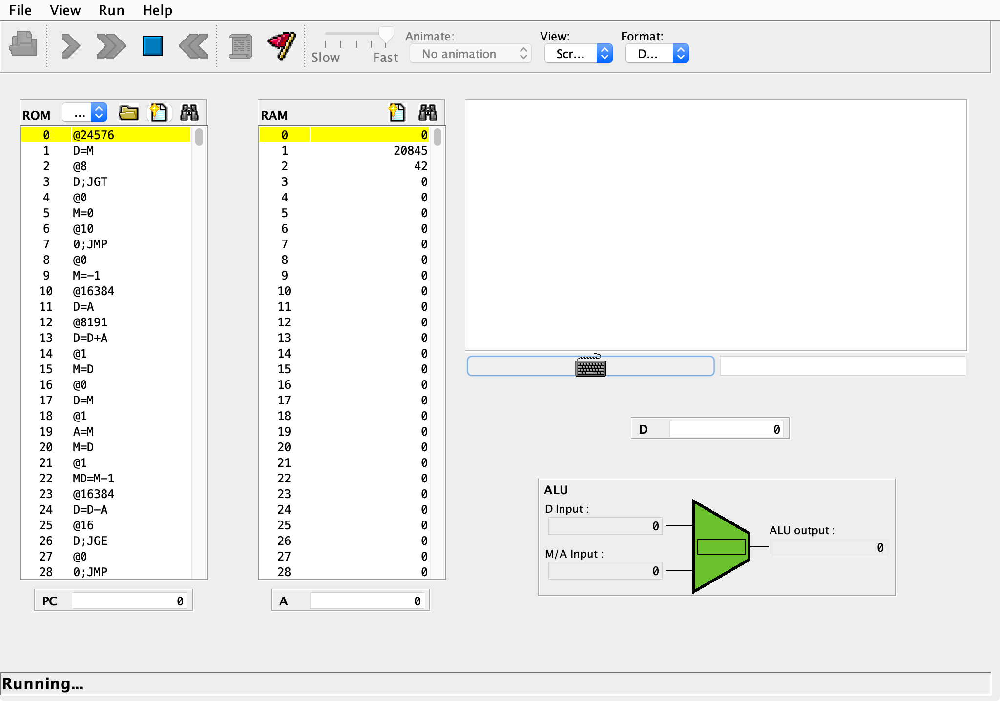 File View Run Help
Animate: View: Format:
Slow Fast No animation Scr... D...
ROM ...
0 @24576
1 D=M
2 @8
3 D;JGT
4 @0
5 M=0
6 @10
7 0;JMP
8 @0
9 M=-1
10 @16384
11 D=A
12 @8191
13 D=D+A
14 @1
15 M=D
16 @0
17 D=M
18 @1
19 A=M
20 M=D
21 @1
22 MD=M-1
23 @16384
24 D=D-A
25 @16
26 D;JGE
27 @0
28 0;JMP
PC 0
RAM
0 0
1 20845
2 42
3 0
4 0
5 0
6 0
7 0
8 0
9 0
10 0
11 0
12 0
13 0
14 0
15 0
16 0
17 0
18 0
19 0
20 0
21 0
22 0
23 0
24 0
25 0
26 0
27 0
28 0
A 0
D 0
ALU
D Input :
0
M/A Input :
0
ALU output :
0
Running...